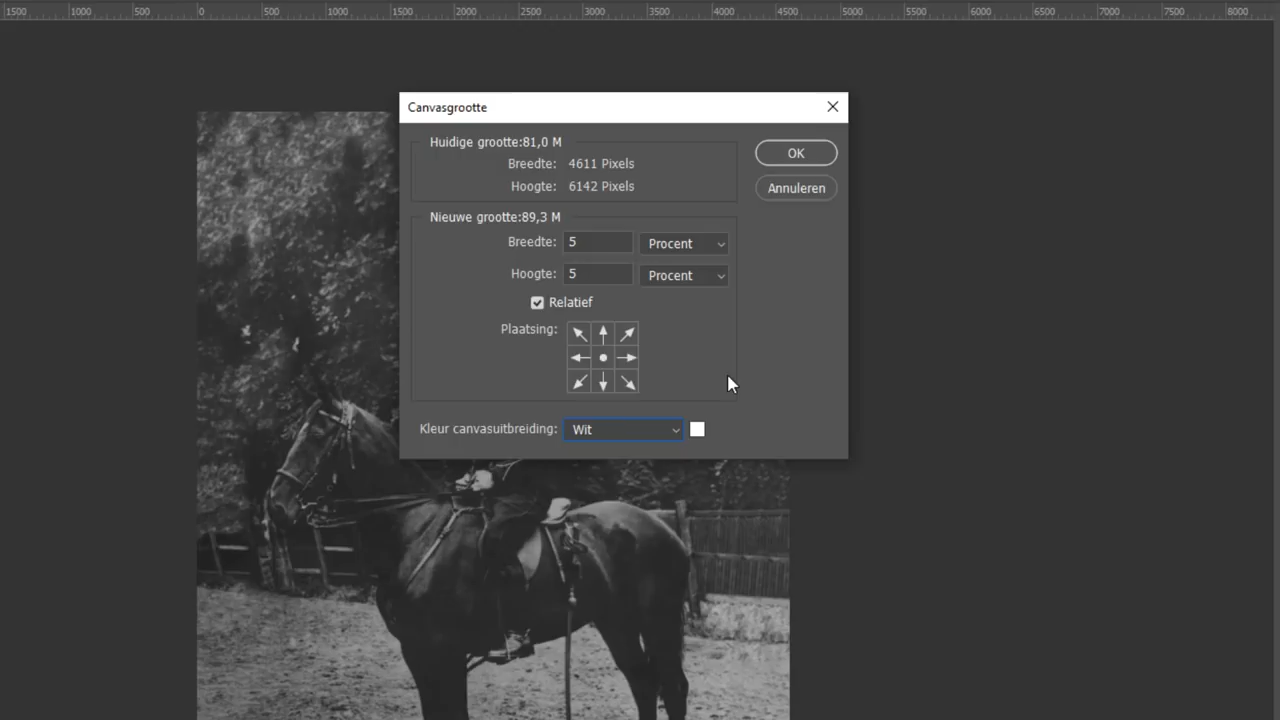 1500 1000 500 0 500 1000 1500 2000 2500 3000 3500 4000 4500 5000 5500 6000 6500 7000 7500 8000
Canvasgrootte
Huidige grootte:81,0 M
OK
Breedte: 4611 Pixels
Hoogte: 6142 Pixels
Annuleren
Nieuwe grootte:89,3 M
Breedte: 5 Procent
Hoogte: 5 Procent
Relatief
Plaatsing:
Kleur canvasuitbreiding: Wit